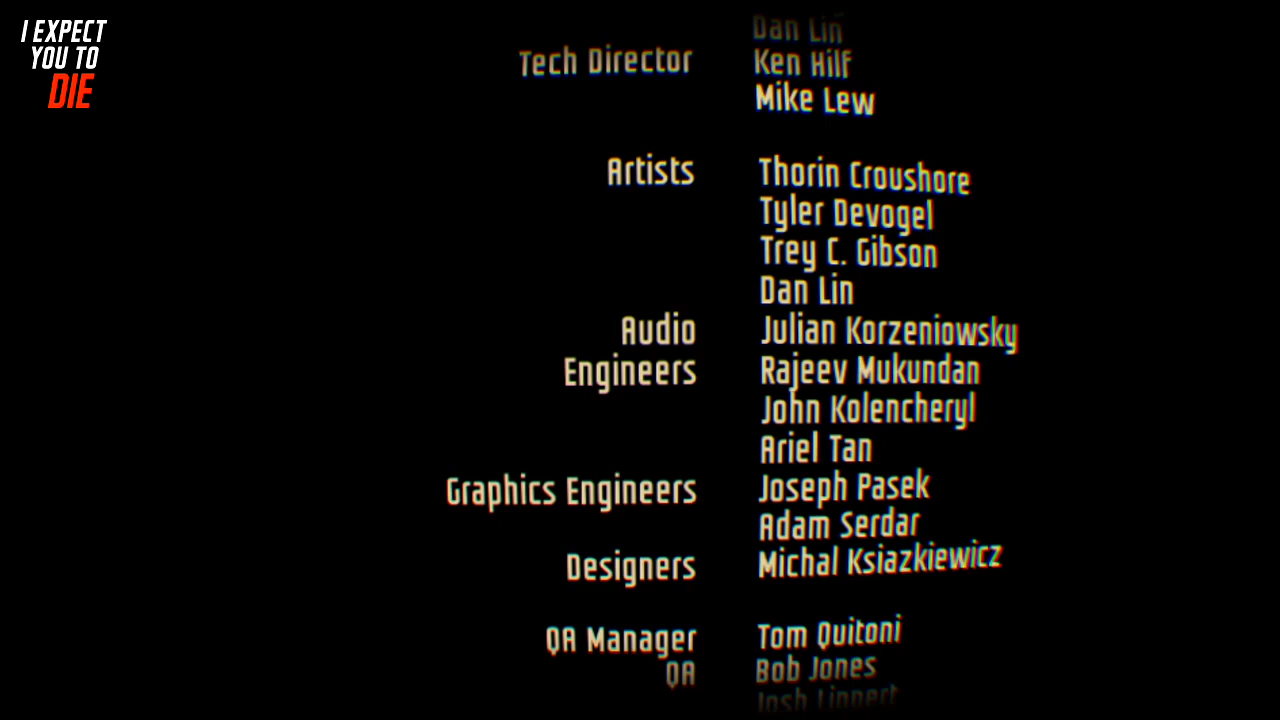 I EXPECT
YOU TO
DIE
Dan Lin
Tech Director Ken Hilf
Mike Lew
Artists Thorin Croushore
Tyler Devogel
Trey C. Gibson
Dan Lin
Audio Julian Korzeniowsky
Engineers Rajeev Mukundan
John Kolencheryl
Ariel Tan
Graphics Engineers Joseph Pasek
Adam Serdar
Designers Michal Ksiazkiewicz
QA Manager Tom Quitoni
QA Bob Jones
Josh Lippert